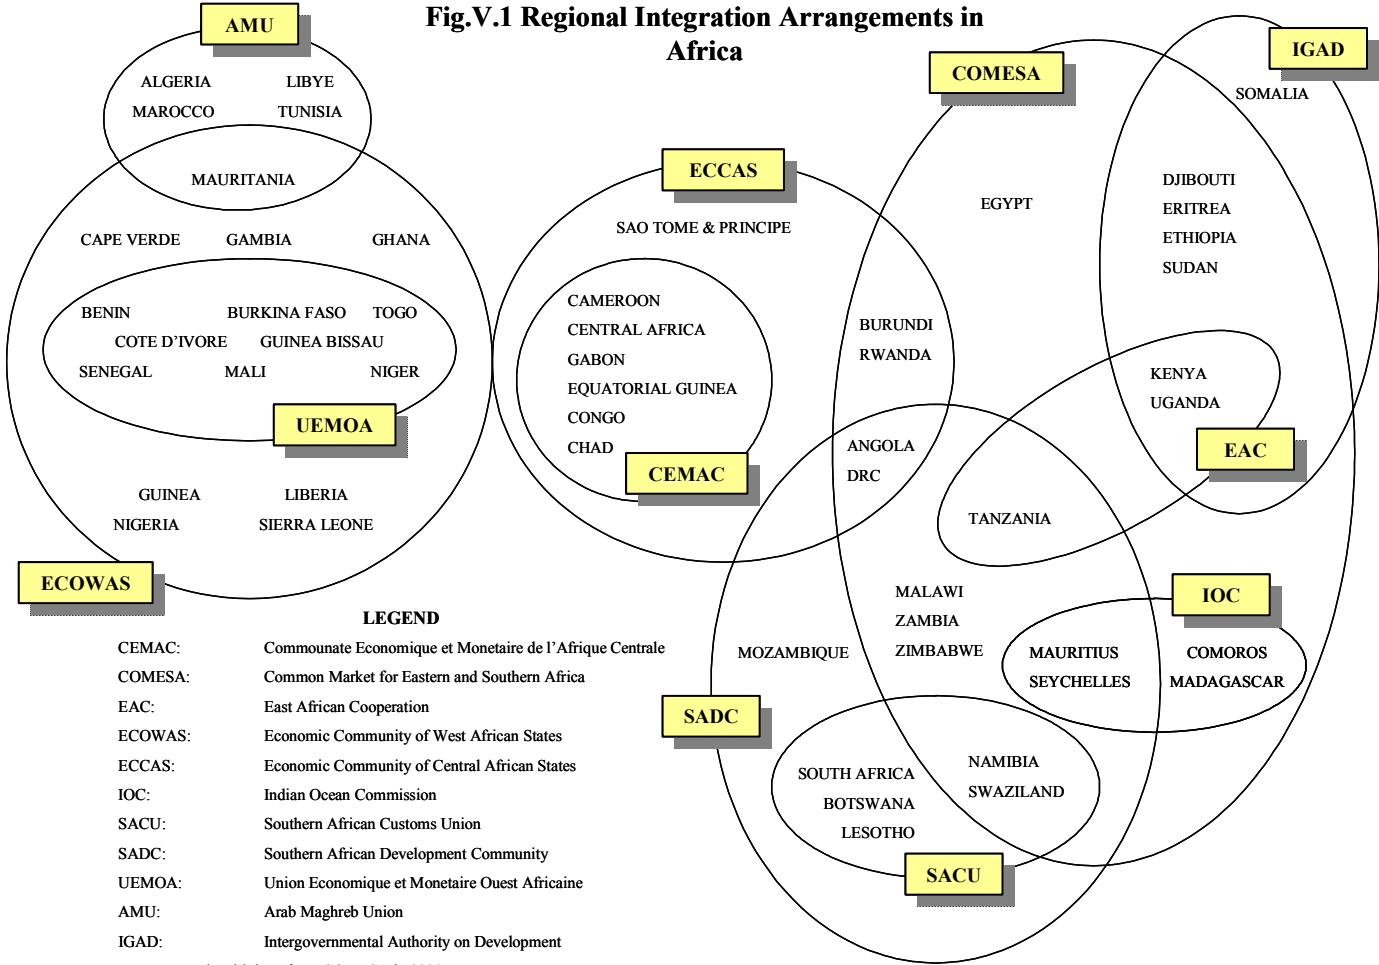 Fig.V.1 Regional Integration Arrangements in
Africa
AMU
ALGERIA LIBYE
MAROCCO TUNISIA
MAURITANIA
CAPE VERDE GAMBIA GHANA
BENIN BURKINA FASO TOGO
COTE D'IVORE GUINEA BISSAU
SENEGAL MALI NIGER
UEMOA
GUINEA LIBERIA
NIGERIA SIERRA LEONE
ECOWAS
ECCAS
SAO TOME & PRINCIPE
CAMEROON
CENTRAL AFRICA
GABON
EQUATORIAL GUINEA
CONGO
CHAD
CEMAC
COMESA
EGYPT
BURUNDI
RWANDA
ANGOLA
DRC
IGAD
SOMALIA
DJIBOUTI
ERITREA
ETHIOPIA
SUDAN
KENYA
UGANDA
EAC
TANZANIA
MALAWI
ZAMBIA
ZIMBABWE
MOZAMBIQUE
IOC
MAURITIUS COMOROS
SEYCHELLES MADAGASCAR
SADC
SOUTH AFRICA
BOTSWANA
LESOTHO
NAMIBIA
SWAZILAND
SACU
LEGEND
CEMAC: Communate Economique et Monetaire de l'Afrique Centrale
COMESA: Common Market for Eastern and Southern Africa
EAC: East African Cooperation
ECOWAS: Economic Community of West African States
ECCAS: Economic Community of Central African States
IOC: Indian Ocean Commission
SACU: Southern African Customs Union
SADC: Southern African Development Community
UEMOA: Union Economique et Monetaire Ouest Africaine
AMU: Arab Maghreb Union
IGAD: Intergovernmental Authority on Development